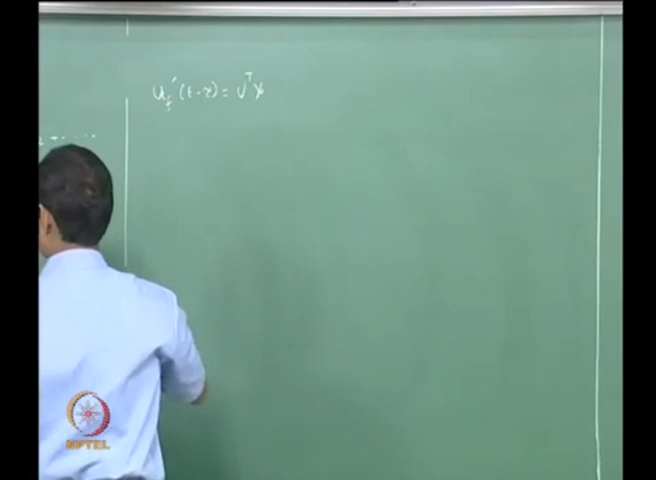 u_f'(t-τ) = V^T ψ
NPTEL